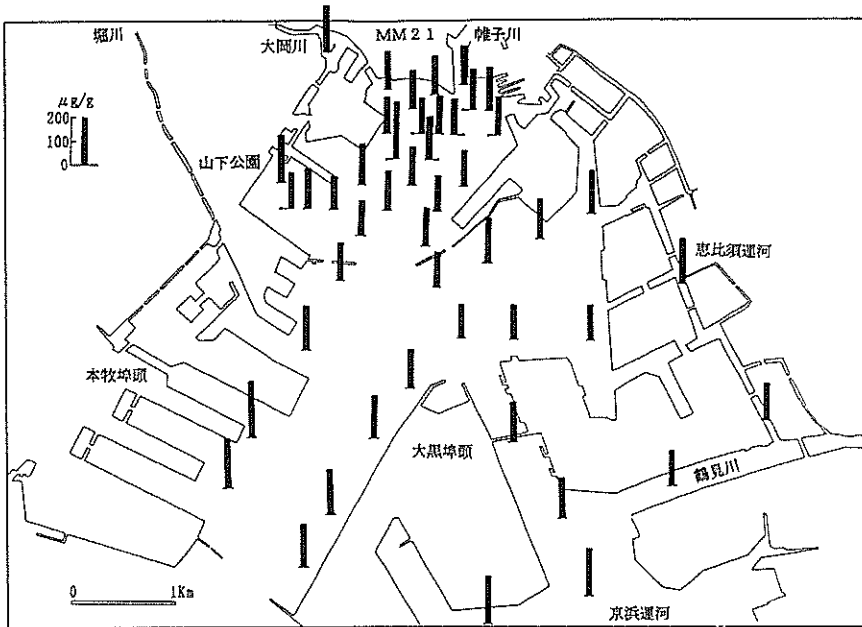 堀川
大岡川
MM21
帷子川
μg/g
200
100
0
山下公園
恵比須運河
本牧埠頭
大黒埠頭
鶴見川
0 1Km
京浜運河